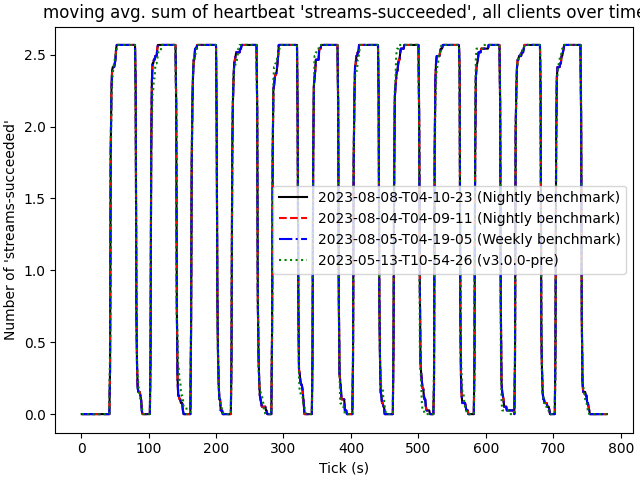 moving avg. sum of heartbeat 'streams-succeeded', all clients over time
Number of 'streams-succeeded'
2.5
2.0
1.5
1.0
0.5
0.0
2023-08-08-T04-10-23 (Nightly benchmark)
2023-08-04-T04-09-11 (Nightly benchmark)
2023-08-05-T04-19-05 (Weekly benchmark)
2023-05-13-T10-54-26 (v3.0.0-pre)
0 100 200 300 400 500 600 700 800
Tick (s)